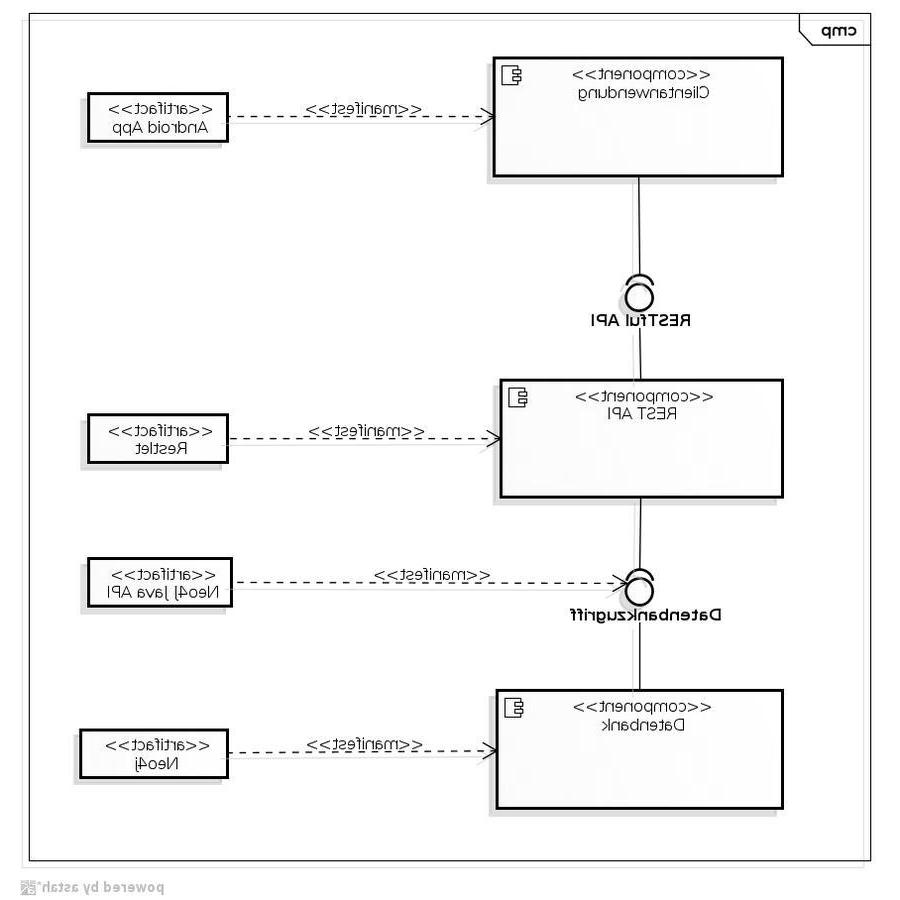 cmp
<<component>>
Clientanwendung
<<artifact>>
Android App
<<manifest>>
RESTful API
<<component>>
REST API
<<artifact>>
Restlet
<<manifest>>
<<artifact>>
Neo4j Java API
<<manifest>>
Datenbankzugriff
<<component>>
Datenbank
<<artifact>>
Neo4j
<<manifest>>
powered by astah*